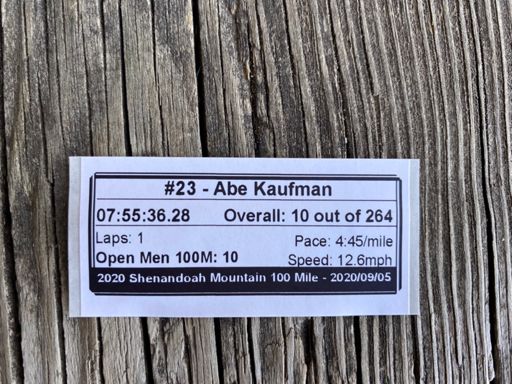 #23 - Abe Kaufman
07:55:36.28 Overall: 10 out of 264
Laps: 1 Pace: 4:45/mile
Open Men 100M: 10 Speed: 12.6mph
2020 Shenandoah Mountain 100 Mile - 2020/09/05